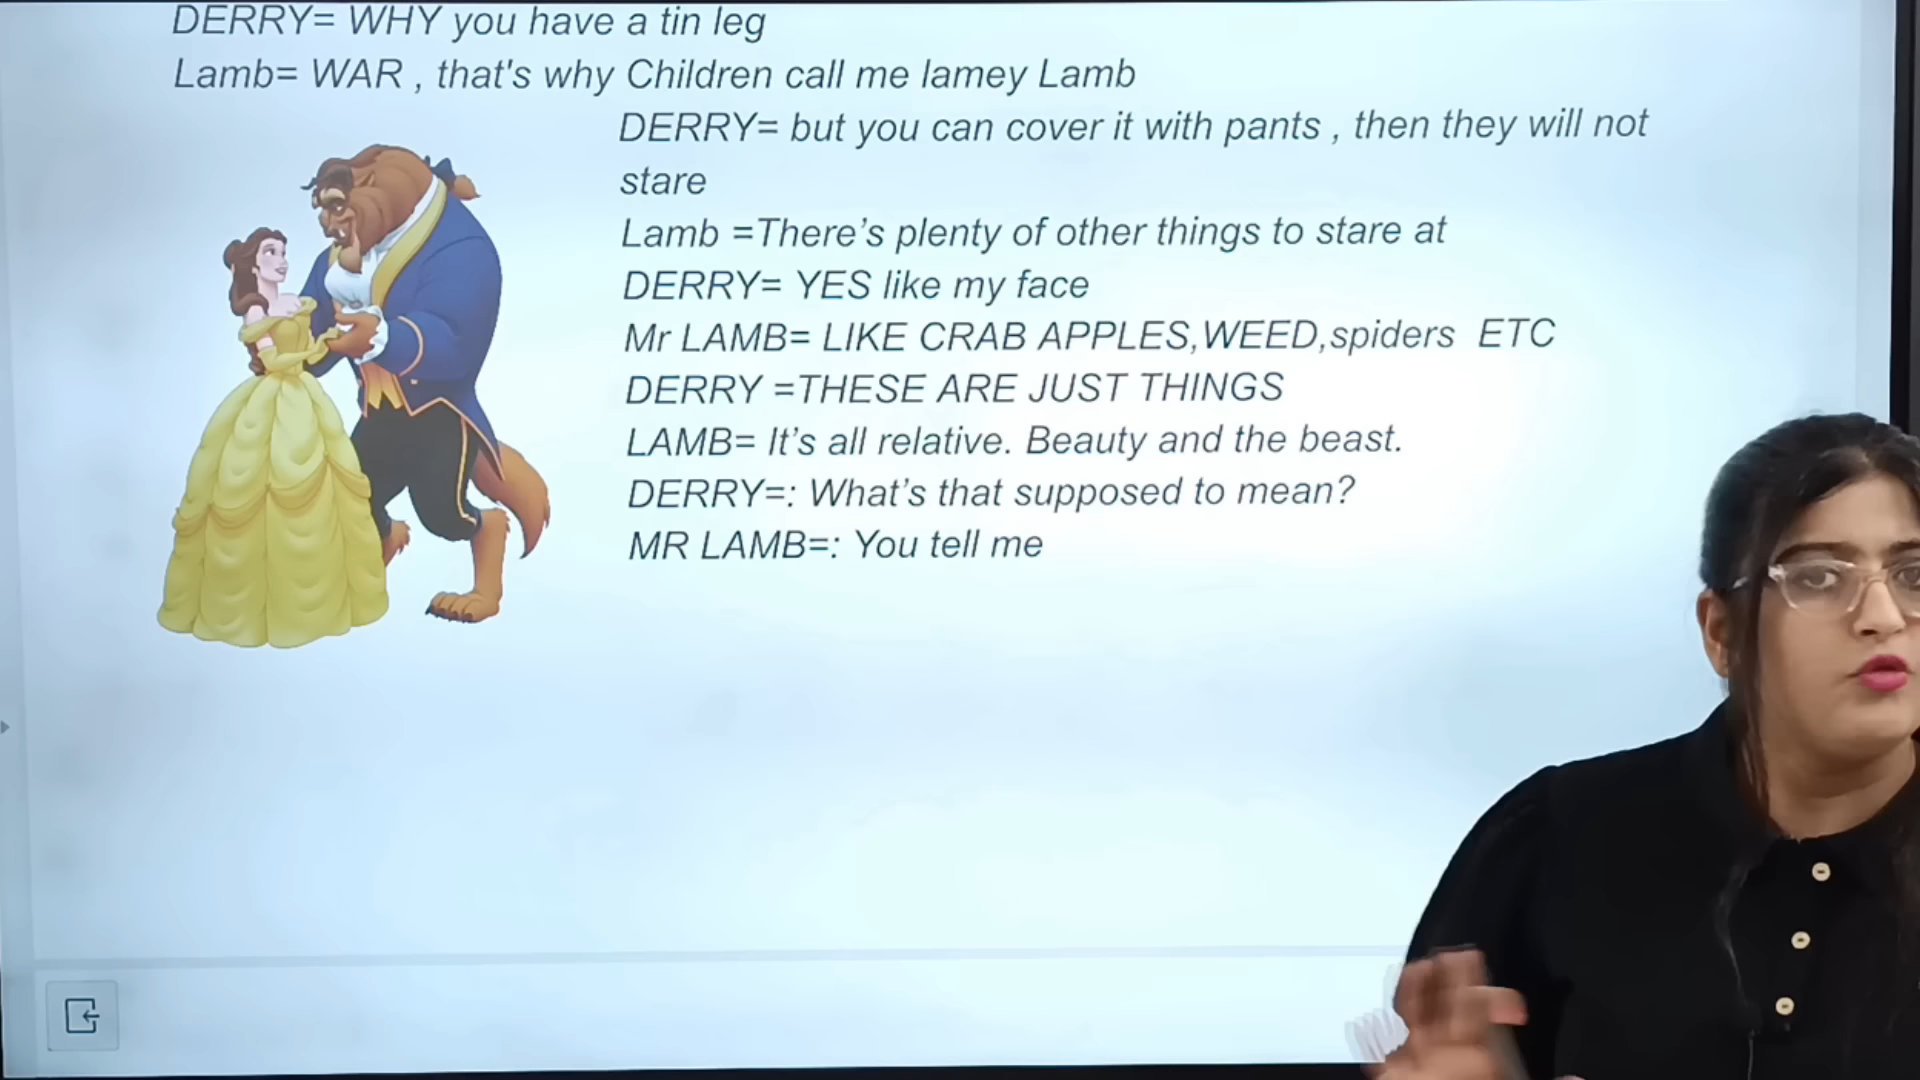 DERRY= WHY you have a tin leg
Lamb= WAR , that's why Children call me lamey Lamb
DERRY= but you can cover it with pants , then they will not
stare
Lamb =There's plenty of other things to stare at
DERRY= YES like my face
Mr LAMB= LIKE CRAB APPLES,WEED,spiders ETC
DERRY =THESE ARE JUST THINGS
LAMB= It's all relative. Beauty and the beast.
DERRY=: What's that supposed to mean?
MR LAMB=: You tell me